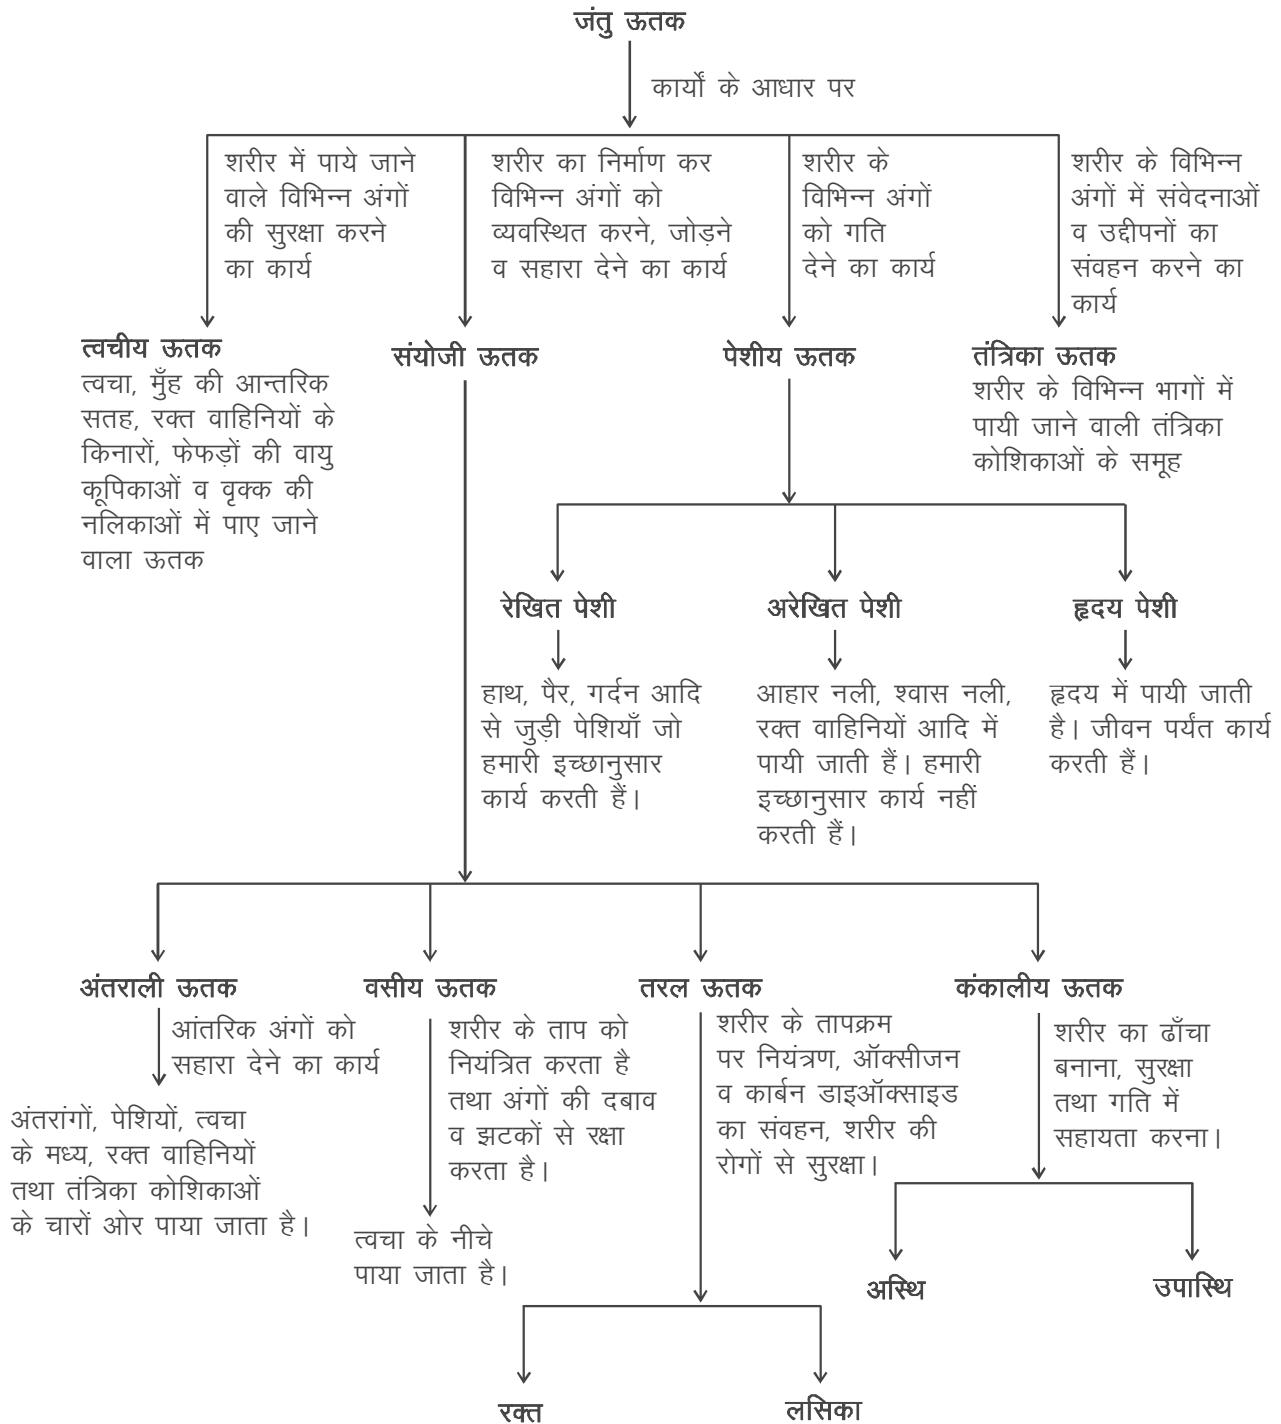 जंतु ऊतक
कार्यों के आधार पर
शरीर में पाये जाने
वाले विभिन्न अंगों
की सुरक्षा करने
का कार्य
शरीर का निर्माण कर
विभिन्न अंगों को
व्यवस्थित करने, जोड़ने
व सहारा देने का कार्य
शरीर के
विभिन्न अंगों
को गति
देने का कार्य
शरीर के विभिन्न
अंगों में संवेदनाओं
व उद्दीपनों का
संवहन करने का
कार्य
त्वचीय ऊतक
त्वचा, मुँह की आन्तरिक
सतह, रक्त वाहिनियों के
किनारों, फेफड़ों की वायु
कूपिकाओं व वृक्क की
नलिकाओं में पाए जाने
वाला ऊतक
संयोजी ऊतक
पेशीय ऊतक
तंत्रिका ऊतक
शरीर के विभिन्न भागों में
पायी जाने वाली तंत्रिका
कोशिकाओं के समूह
रेखित पेशी
हाथ, पैर, गर्दन आदि
से जुड़ी पेशियाँ जो
हमारी इच्छानुसार
कार्य करती हैं।
अरेखित पेशी
आहार नली, श्वास नली,
रक्त वाहिनियों आदि में
पायी जाती हैं। हमारी
इच्छानुसार कार्य नहीं
करती हैं।
हृदय पेशी
हृदय में पायी जाती
है। जीवन पर्यंत कार्य
करती हैं।
अंतराली ऊतक
आंतरिक अंगों को
सहारा देने का कार्य
अंतरांगों, पेशियों, त्वचा
के मध्य, रक्त वाहिनियों
तथा तंत्रिका कोशिकाओं
के चारों ओर पाया जाता है।
वसीय ऊतक
शरीर के ताप को
नियंत्रित करता है
तथा अंगों की दबाव
व झटकों से रक्षा
करता है।
त्वचा के नीचे
पाया जाता है।
तरल ऊतक
शरीर के तापक्रम
पर नियंत्रण, ऑक्सीजन
व कार्बन डाइऑक्साइड
का संवहन, शरीर की
रोगों से सुरक्षा।
कंकालीय ऊतक
शरीर का ढाँचा
बनाना, सुरक्षा
तथा गति में
सहायता करना।
अस्थि
उपास्थि
रक्त
लसिका